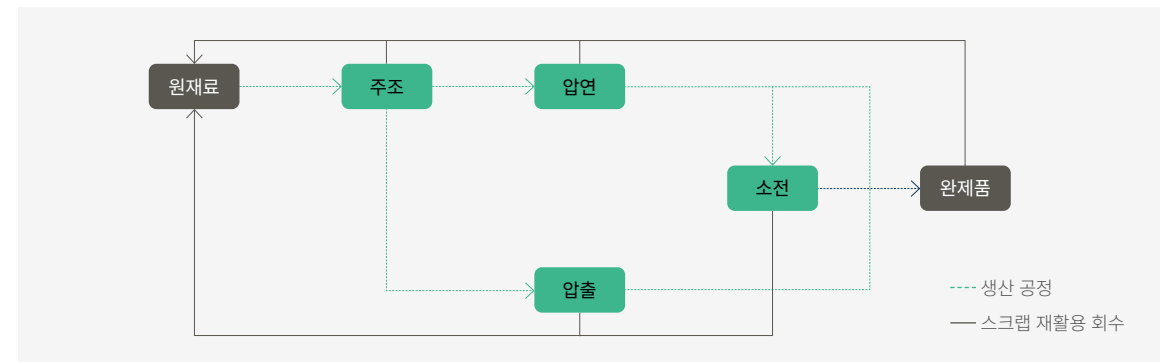 원재료
주조
압연
소전
완제품
압출
생산 공정
스크랩 재활용 회수